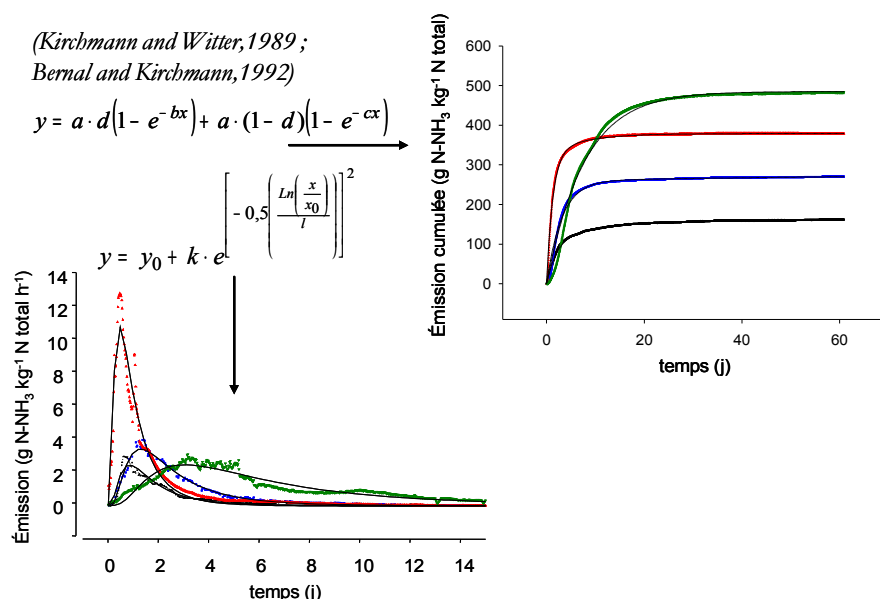 (Kirchmann and Witter,1989 ;
Bernal and Kirchmann,1992)
y = a · d(1− e^− bx)+ a · (1− d)(1− e^− cx)
y = y0 + k · e^[− 0,5(Ln(x/x0)/l)]^2
600
500
400
300
200
100
0
Émission cumulée (g N-NH3 kg-1 N total)
0 20 40 60
temps (j)
14
12
10
8
6
4
2
0
Émission (g N-NH3 kg-1 N total h-1)
0 2 4 6 8 10 12 14
temps (j)